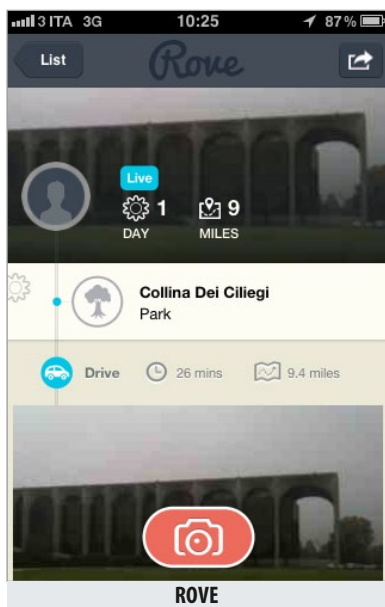 3 ITA 3G 10:25 87%
List Rove
Live
1 9
DAY MILES
Collina Dei Ciliegi
Park
Drive 26 mins 9.4 miles
ROVE